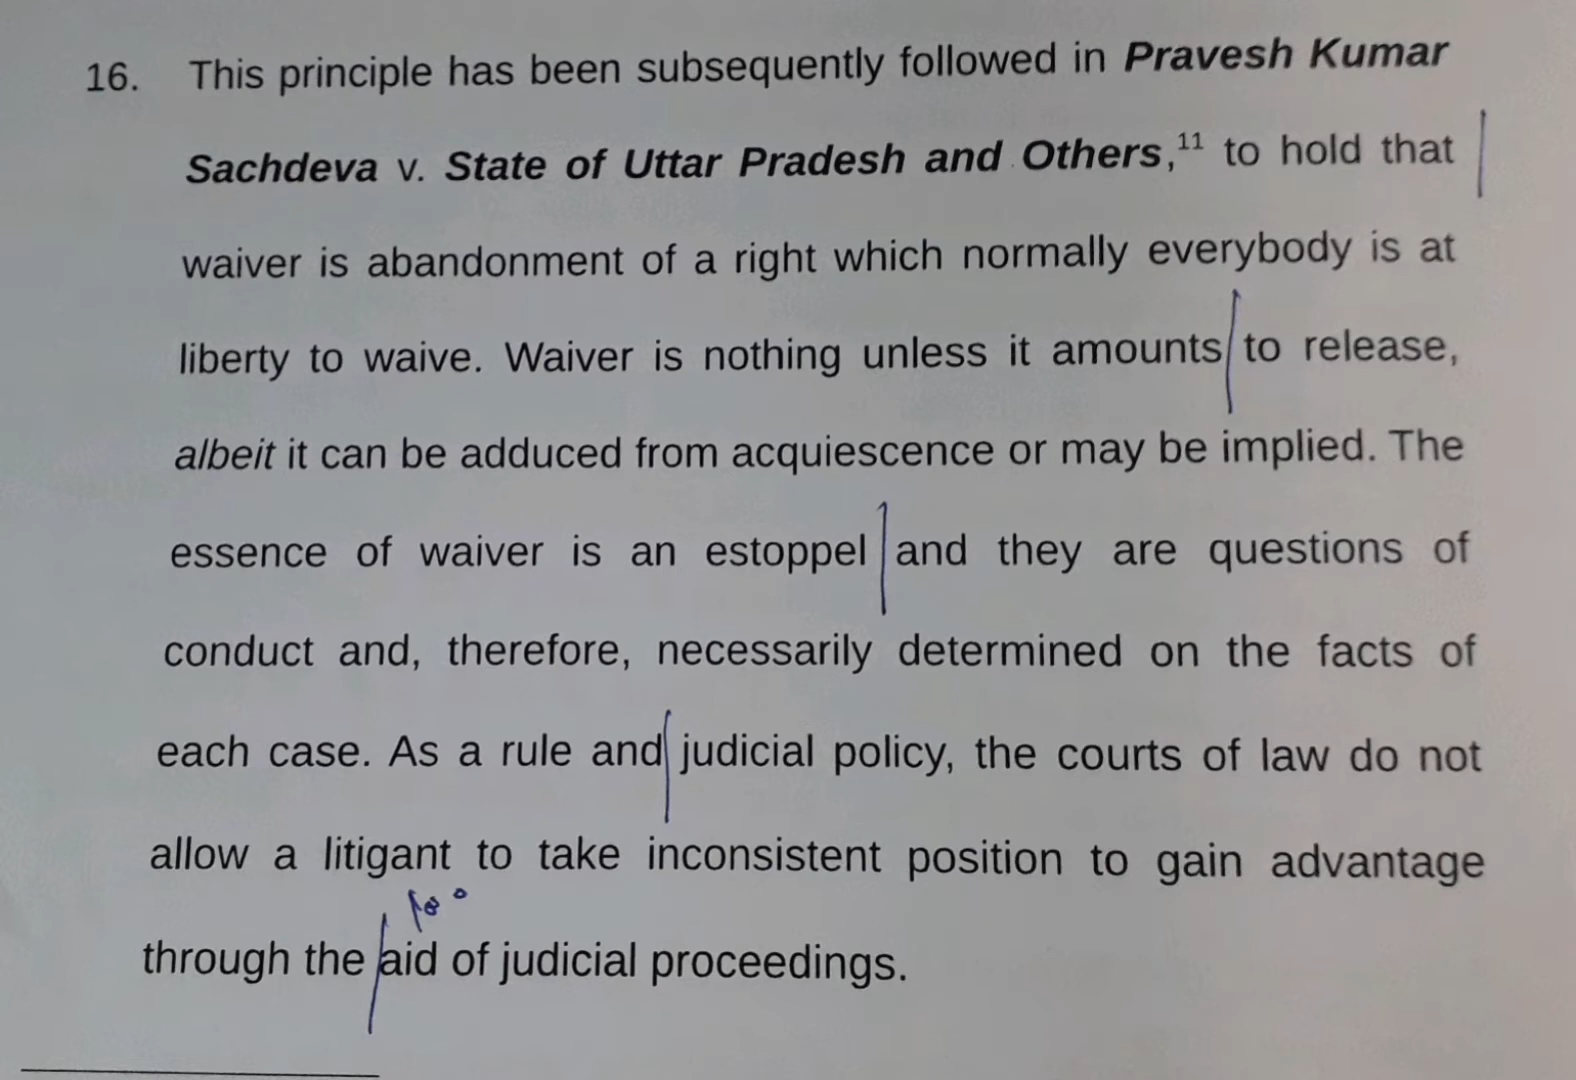 16. This principle has been subsequently followed in Pravesh Kumar
Sachdeva v. State of Uttar Pradesh and Others,11 to hold that
waiver is abandonment of a right which normally everybody is at
liberty to waive. Waiver is nothing unless it amounts to release,
albeit it can be adduced from acquiescence or may be implied. The
essence of waiver is an estoppel and they are questions of
conduct and, therefore, necessarily determined on the facts of
each case. As a rule and judicial policy, the courts of law do not
allow a litigant to take inconsistent position to gain advantage
through the aid of judicial proceedings.